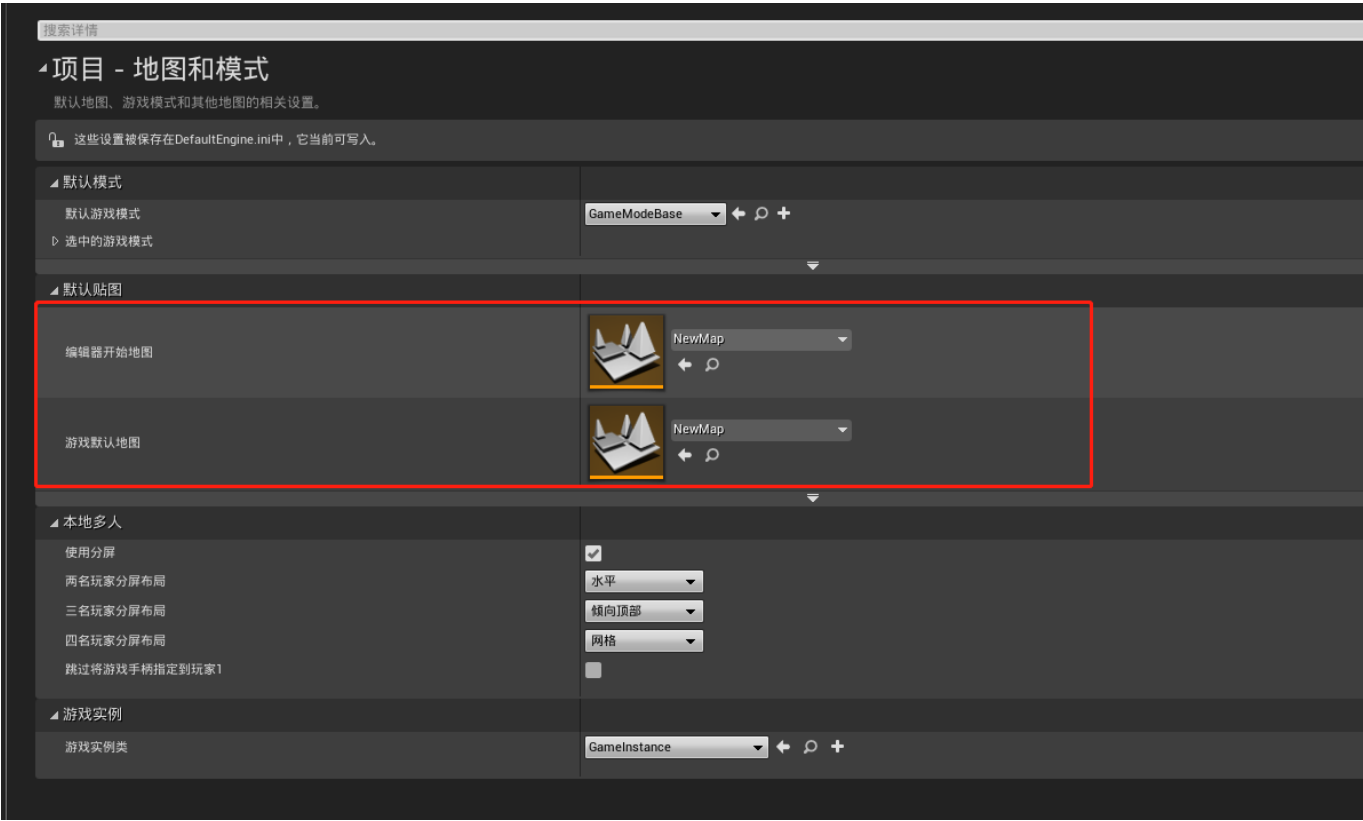 搜索详情
项目 - 地图和模式
默认地图、游戏模式和其他地图的相关设置。
这些设置被保存在DefaultEngine.ini中，它当前可写入。
默认模式
默认游戏模式 GameModeBase
选中的游戏模式
默认贴图
编辑器开始地图 NewMap
游戏默认地图 NewMap
本地多人
使用分屏
两名玩家分屏布局 水平
三名玩家分屏布局 倾向顶部
四名玩家分屏布局 网格
跳过将游戏手柄指定到玩家1
游戏实例
游戏实例类 GameInstance